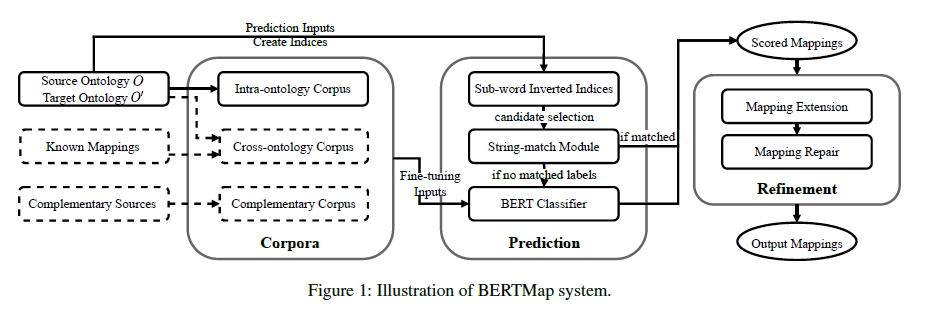 Prediction Inputs
Create Indices
Source Ontology O
Target Ontology O′
Known Mappings
Complementary Sources
Intra-ontology Corpus
Cross-ontology Corpus
Complementary Corpus
Corpora
Fine-tuning
Inputs
Sub-word Inverted Indices
candidate selection
String-match Module
if no matched labels
BERT Classifier
Prediction
if matched
Scored Mappings
Mapping Extension
Mapping Repair
Refinement
Output Mappings
Figure 1: Illustration of BERTMap system.